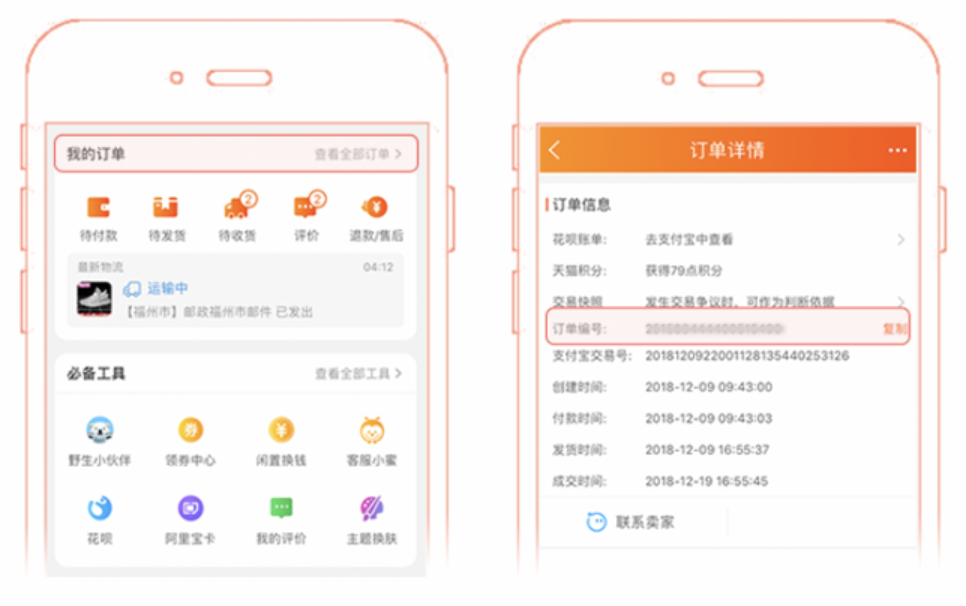 我的订单
查看全部订单 >
2
2
待付款
待发货
待收货
评价
退款/售后
最新物流
04:12
运输中
【福州市】邮政福州市邮件 已发出
必备工具
查看全部工具 >
券
¥
野生小伙伴
领券中心
闲置换钱
客服小蜜
花呗
阿里宝卡
我的评价
主题换肤
订单详情
订单信息
花呗账单: 去支付宝中查看
天猫积分: 获得79点积分
交易快照 发生交易争议时，可作为判断依据
订单编号:
复制
支付宝交易号: 2018120922001128135440253126
创建时间: 2018-12-09 09:43:00
付款时间: 2018-12-09 09:43:03
发货时间: 2018-12-09 16:55:37
成交时间: 2018-12-19 16:55:45
联系卖家